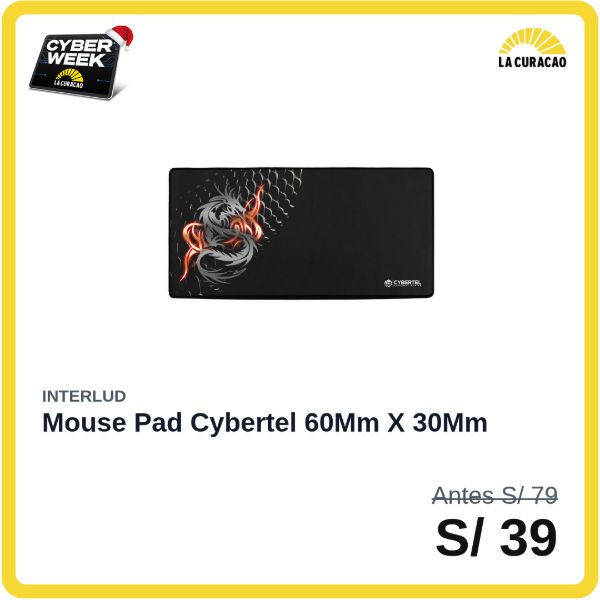 CYBER
WEEK
LA CURACAO
LA CURACAO
CYBERTEL
INTERLUD
Mouse Pad Cybertel 60Mm X 30Mm
Antes S/ 79
S/ 39